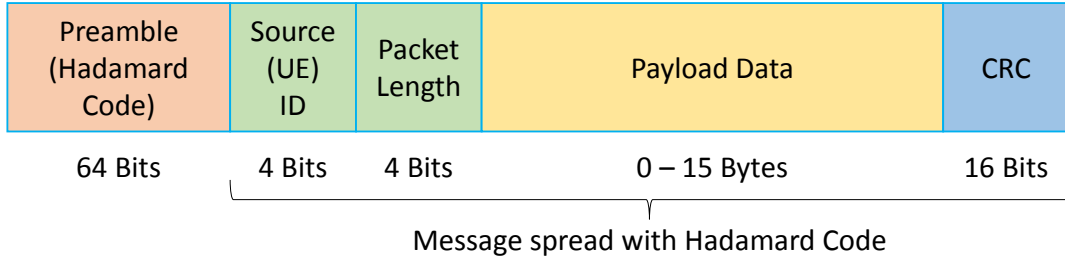 Preamble
(Hadamard
Code)
Source
(UE)
ID
Packet
Length
Payload Data
CRC
64 Bits
4 Bits
4 Bits
0 – 15 Bytes
16 Bits
Message spread with Hadamard Code